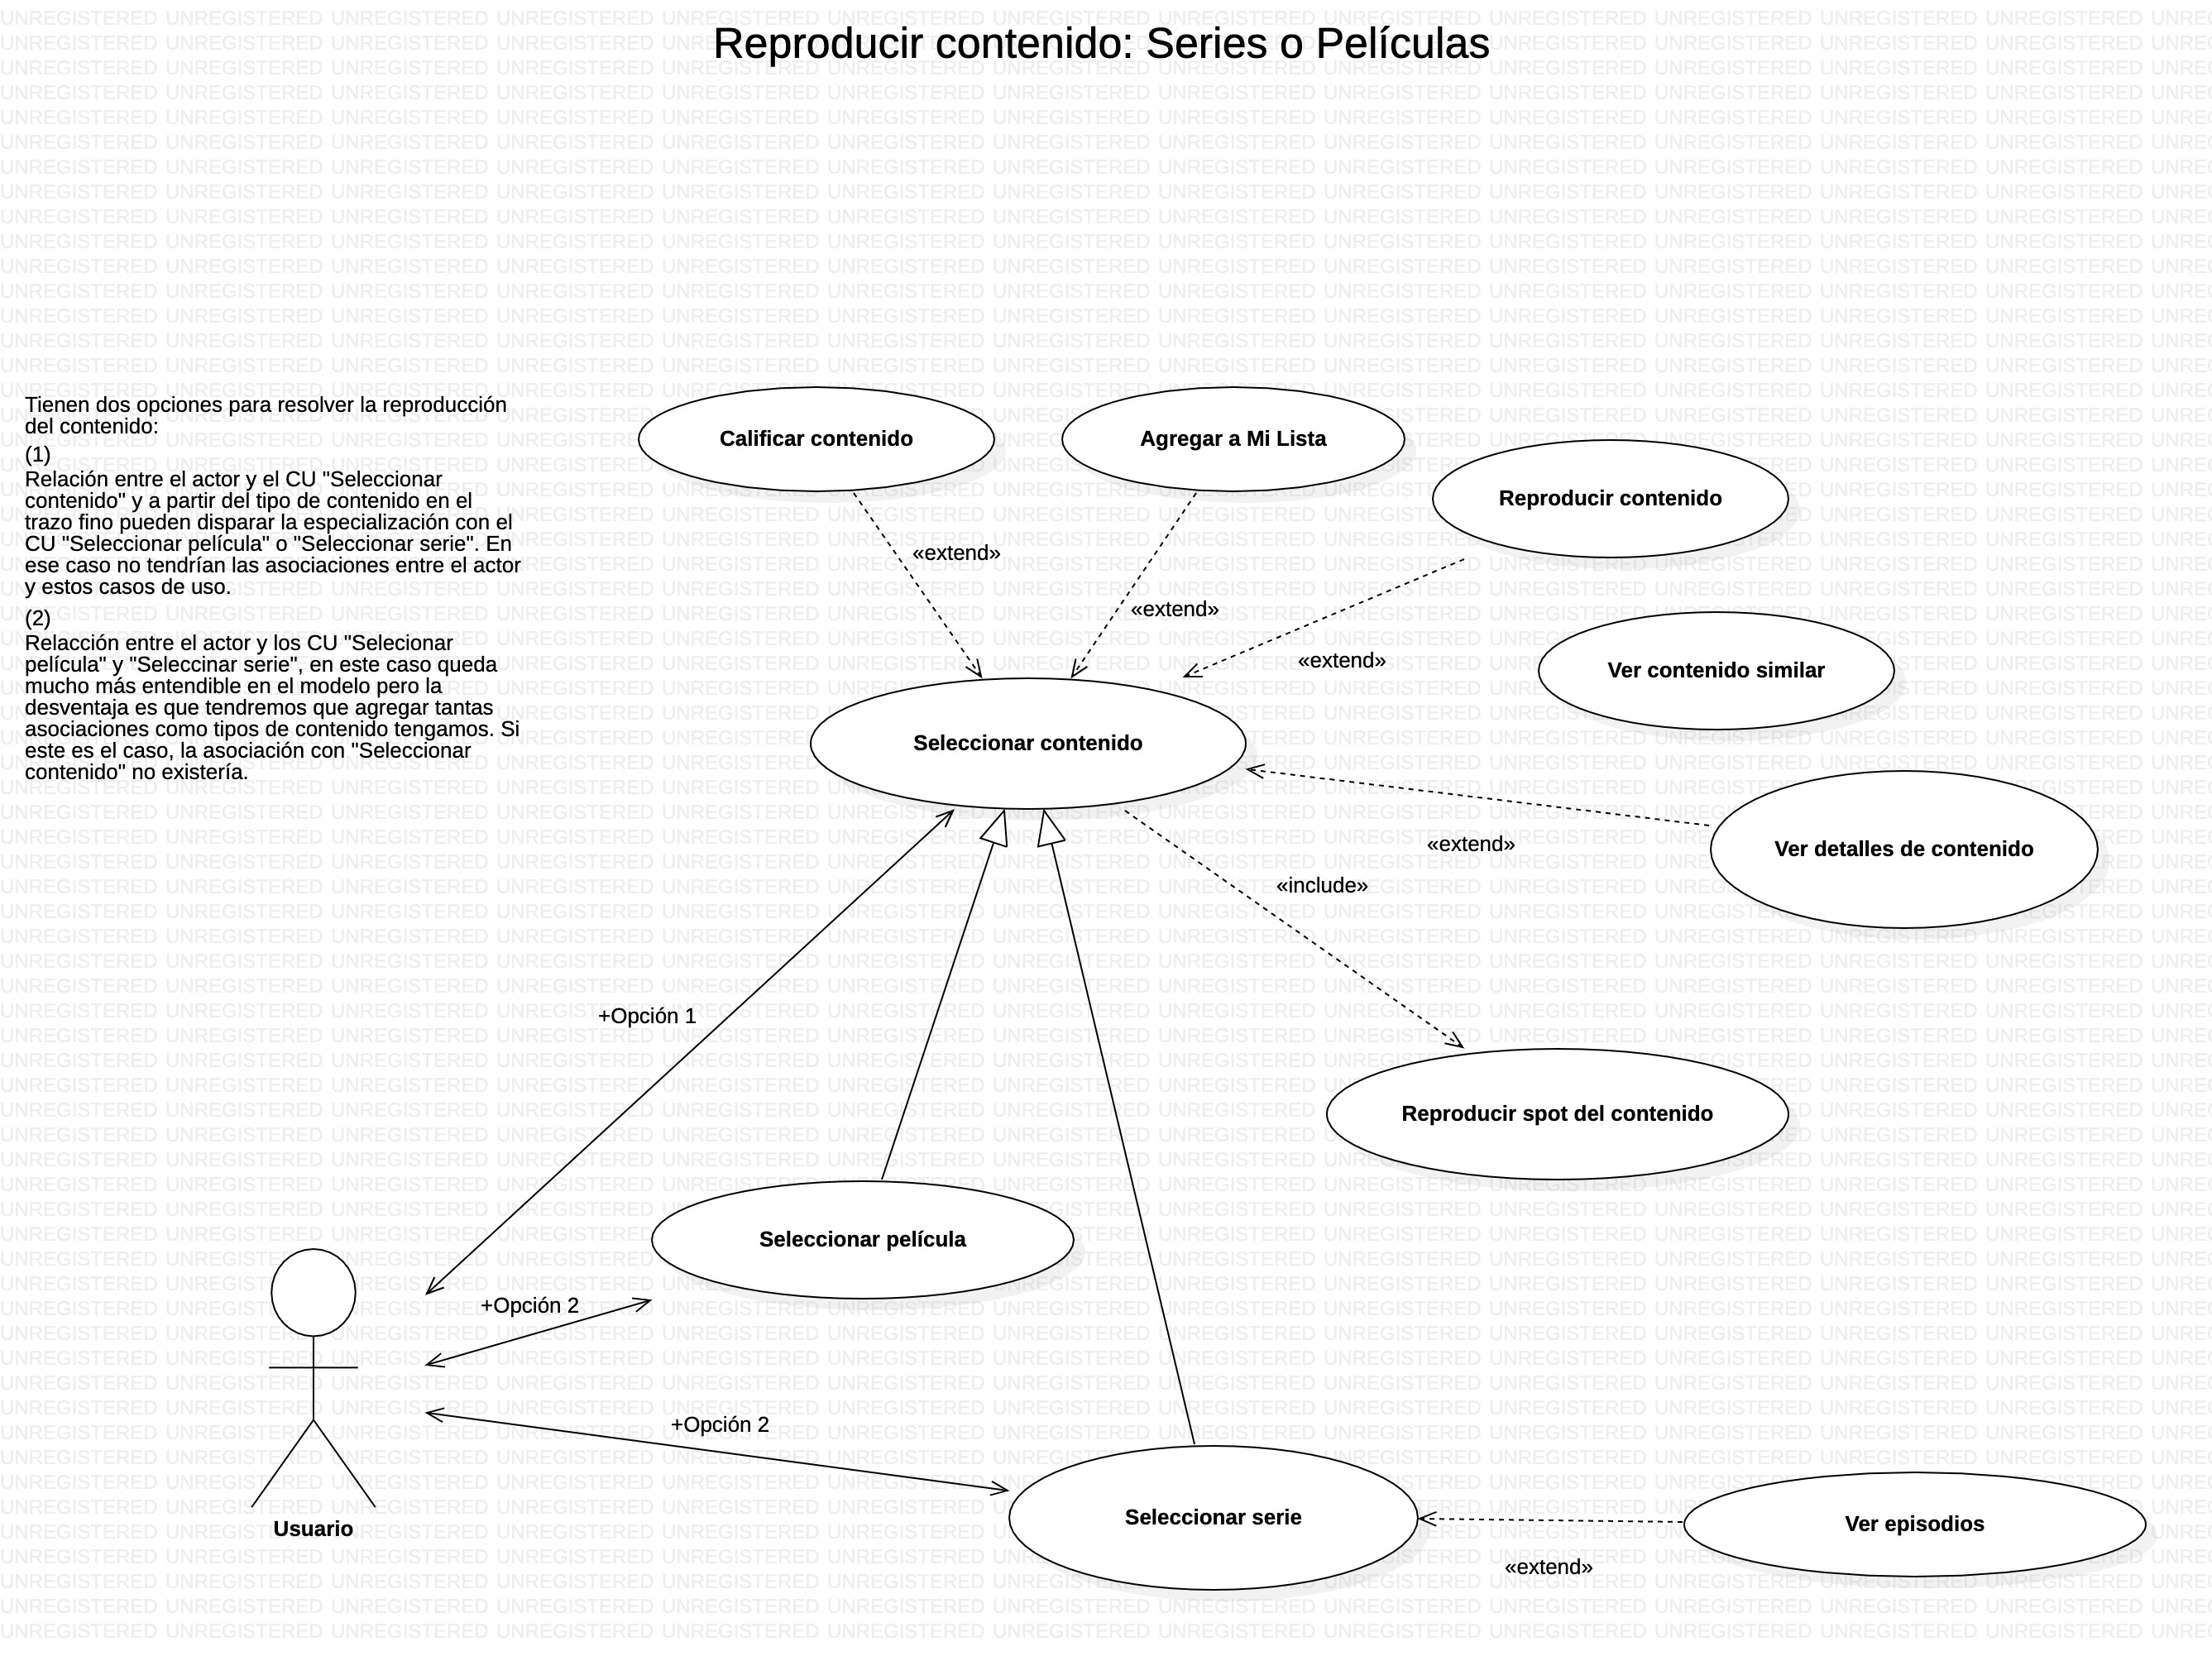 Reproducir contenido: Series o Películas
Tienen dos opciones para resolver la reproducción
del contenido:
(1)
Relación entre el actor y el CU "Seleccionar
contenido" y a partir del tipo de contenido en el
trazo fino pueden disparar la especialización con el
CU "Seleccionar película" o "Seleccionar serie". En
ese caso no tendrían las asociaciones entre el actor
y estos casos de uso.
(2)
Relacción entre el actor y los CU "Selecionar
película" y "Seleccinar serie", en este caso queda
mucho más entendible en el modelo pero la
desventaja es que tendremos que agregar tantas
asociaciones como tipos de contenido tengamos. Si
este es el caso, la asociación con "Seleccionar
contenido" no existería.
Calificar contenido
Agregar a Mi Lista
Reproducir contenido
«extend»
«extend»
«extend»
Ver contenido similar
Seleccionar contenido
«extend»
Ver detalles de contenido
«include»
+Opción 1
Reproducir spot del contenido
Seleccionar película
+Opción 2
+Opción 2
Usuario
Seleccionar serie
Ver episodios
«extend»
UNREGISTERED